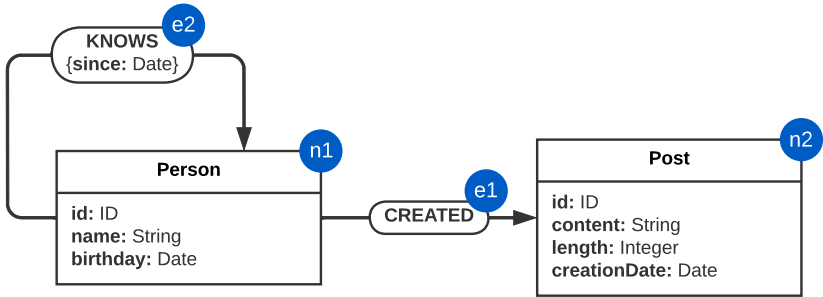 e2
KNOWS
{since: Date}
n1
Person
id: ID
name: String
birthday: Date
e1
CREATED
n2
Post
id: ID
content: String
length: Integer
creationDate: Date